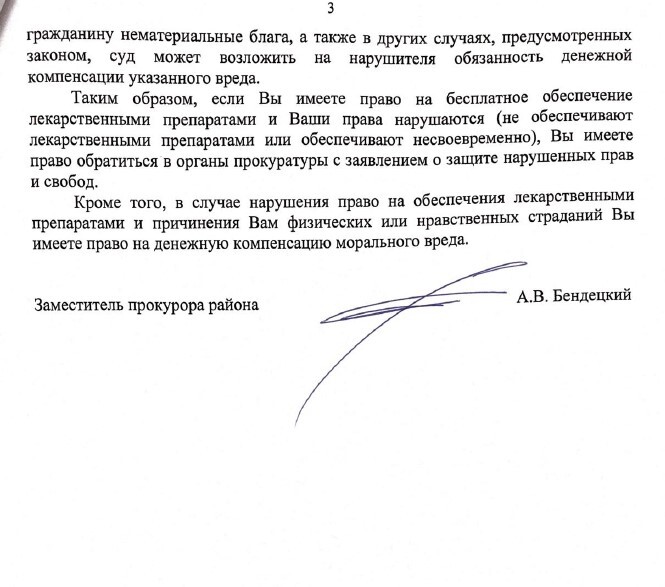 3
гражданину нематериальные блага, а также в других случаях, предусмотренных
законом, суд может возложить на нарушителя обязанность денежной
компенсации указанного вреда.
Таким образом, если Вы имеете право на бесплатное обеспечение
лекарственными препаратами и Ваши права нарушаются (не обеспечивают
лекарственными препаратами или обеспечивают несвоевременно), Вы имеете
право обратиться в органы прокуратуры с заявлением о защите нарушенных прав
и свобод.
Кроме того, в случае нарушения право на обеспечения лекарственными
препаратами и причинения Вам физических или нравственных страданий Вы
имеете право на денежную компенсацию морального вреда.
Заместитель прокурора района А.В. Бендецкий